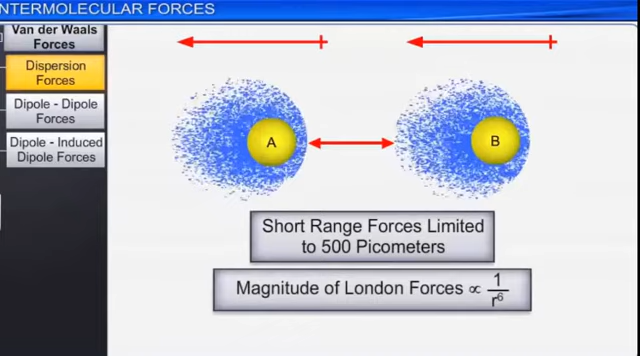 NTERMOLECULAR FORCES
Van der Waals
Forces
Dispersion
Forces
Dipole - Dipole
Forces
Dipole - Induced
Dipole Forces
A
B
Short Range Forces Limited
to 500 Picometers
Magnitude of London Forces ∝ 1/r⁶